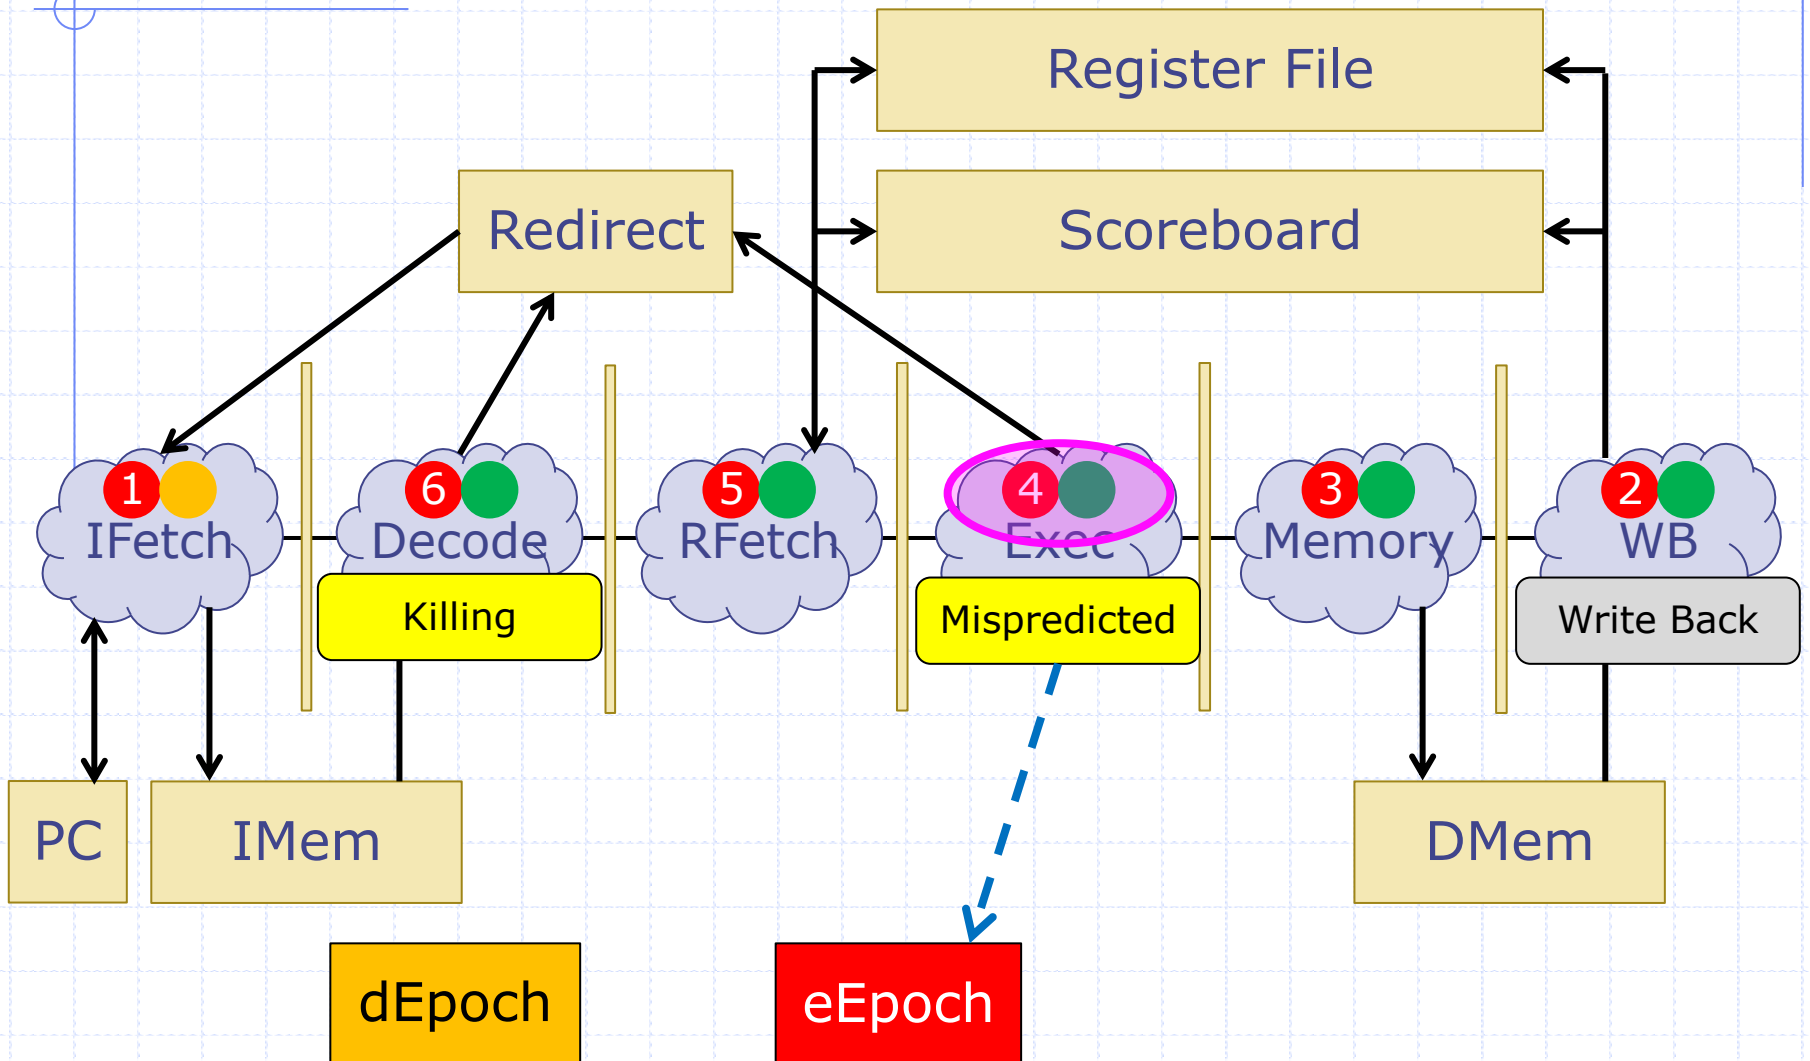 Register File
Redirect
Scoreboard
1
6
5
4
3
2
IFetch
Decode
RFetch
Exec
Memory
WB
Killing
Mispredicted
Write Back
PC
IMem
DMem
dEpoch
eEpoch